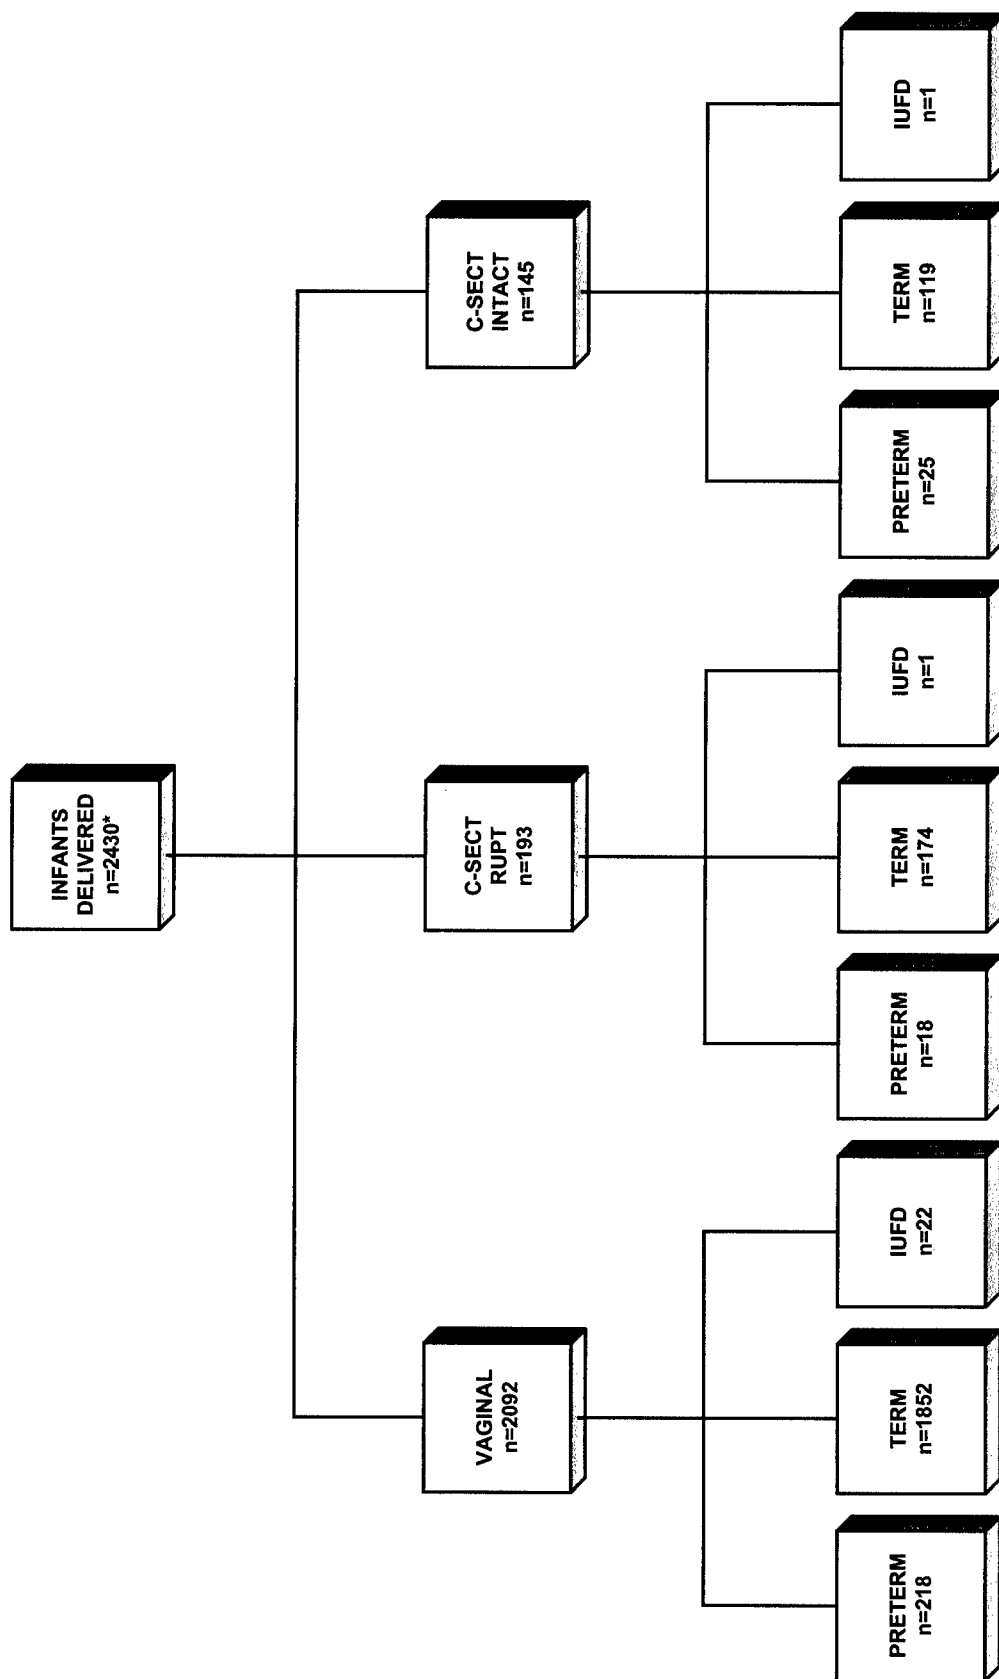 INFANTS
DELIVERED
n=2430*
VAGINAL
n=2092
C-SECT
RUPT
n=193
C-SECT
INTACT
n=145
PRETERM
n=218
TERM
n=1852
IUFD
n=22
PRETERM
n=18
TERM
n=174
IUFD
n=1
PRETERM
n=25
TERM
n=119
IUFD
n=1